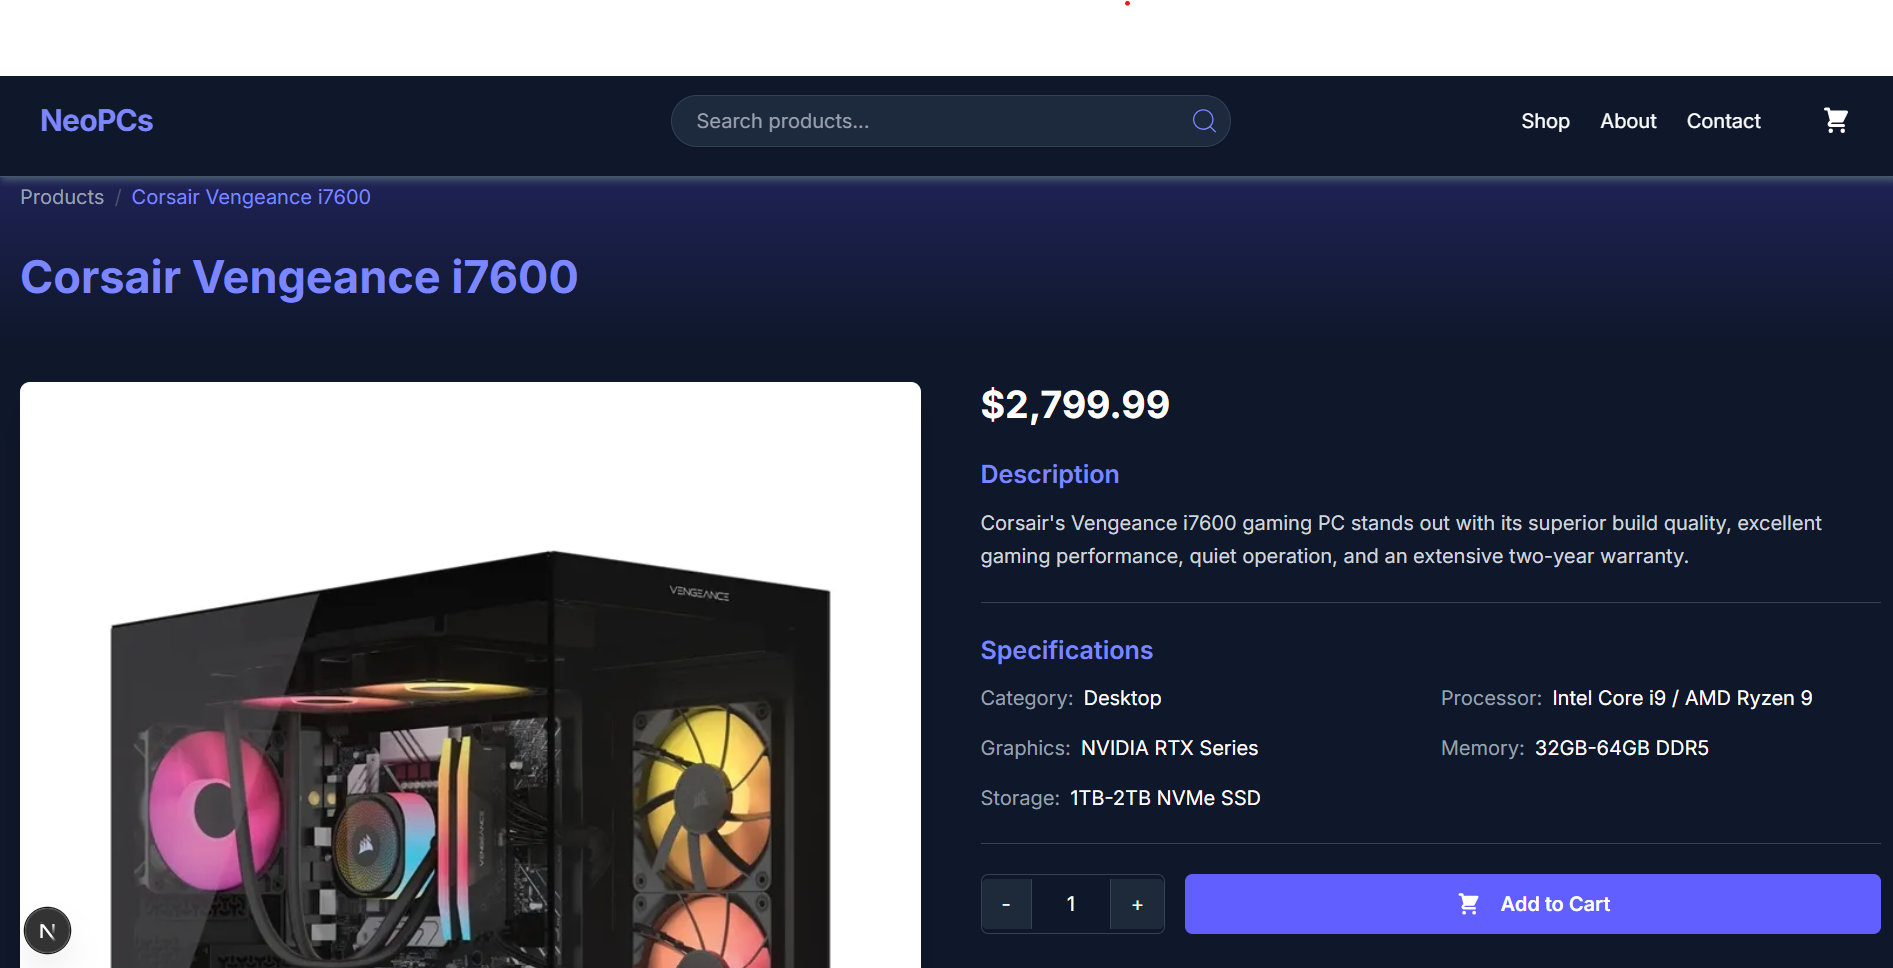 NeoPCs
Search products...
Shop
About
Contact
Products / Corsair Vengeance i7600
Corsair Vengeance i7600
$2,799.99
Description
Corsair's Vengeance i7600 gaming PC stands out with its superior build quality, excellent
gaming performance, quiet operation, and an extensive two-year warranty.
Specifications
Category: Desktop
Processor: Intel Core i9 / AMD Ryzen 9
Graphics: NVIDIA RTX Series
Memory: 32GB-64GB DDR5
Storage: 1TB-2TB NVMe SSD
- 1 +
Add to Cart
VENGEANCE
VENGEANCE
N